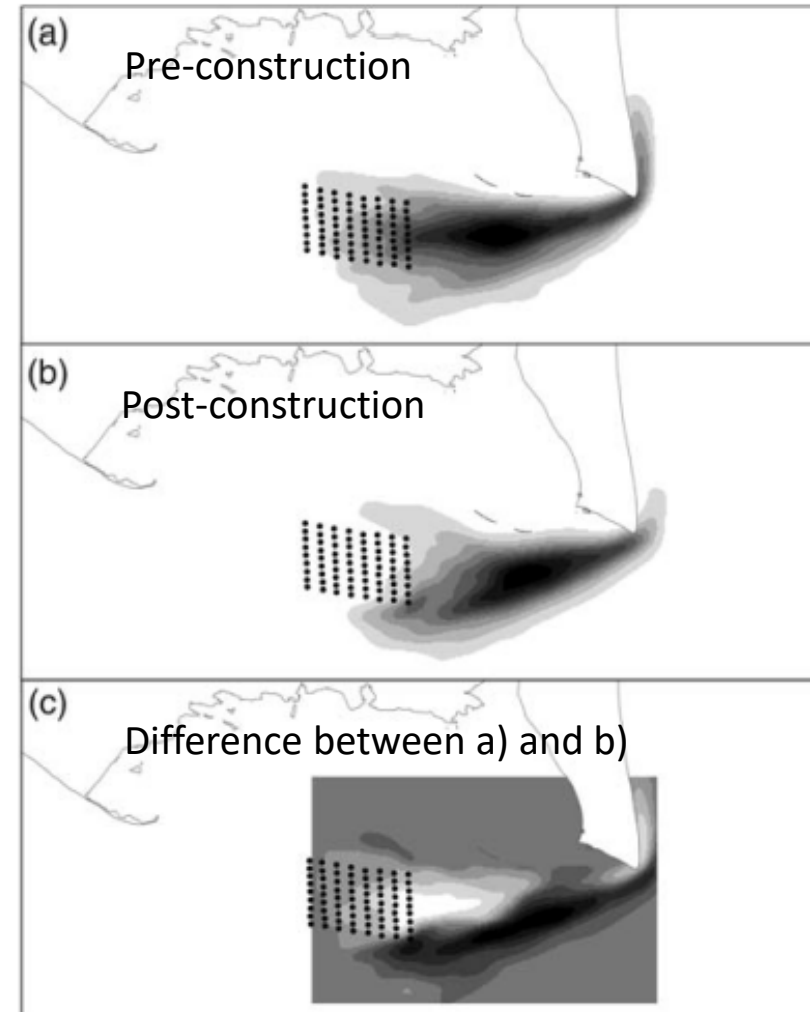 (a)
Pre-construction
(b)
Post-construction
(c)
Difference between a) and b)